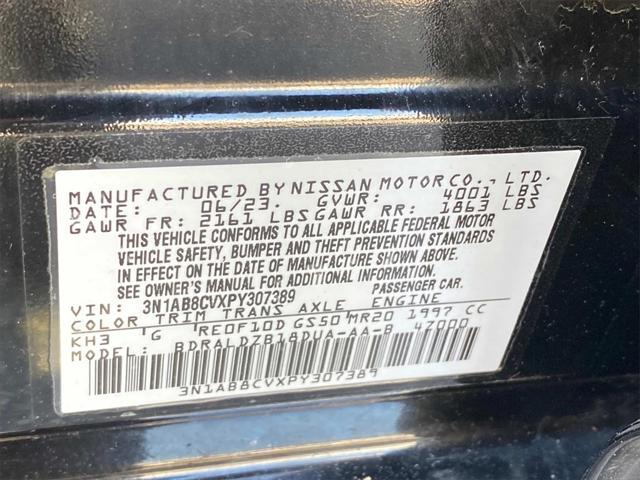 MANUFACTURED BY NISSAN MOTOR CO., LTD.
DATE: 06/23. GVWR: 4001 LBS
GAWR FR: 2161 LBS GAWR RR: 1863 LBS
THIS VEHICLE CONFORMS TO ALL APPLICABLE FEDERAL MOTOR
VEHICLE SAFETY, BUMPER AND THEFT PREVENTION STANDARDS
IN EFFECT ON THE DATE OF MANUFACTURE SHOWN ABOVE.
SEE OWNER'S MANUAL FOR ADDITIONAL INFORMATION.
VIN: 3N1AB8CVXPY307389 PASSENGER CAR.
COLOR TRIM TRANS AXLE ENGINE
KH3 'G 'RE0F10D GS50'MR20 1997 CC
BDRALDZB18DUA-AA-B 4Z000
3N1AB8CVXPY307389